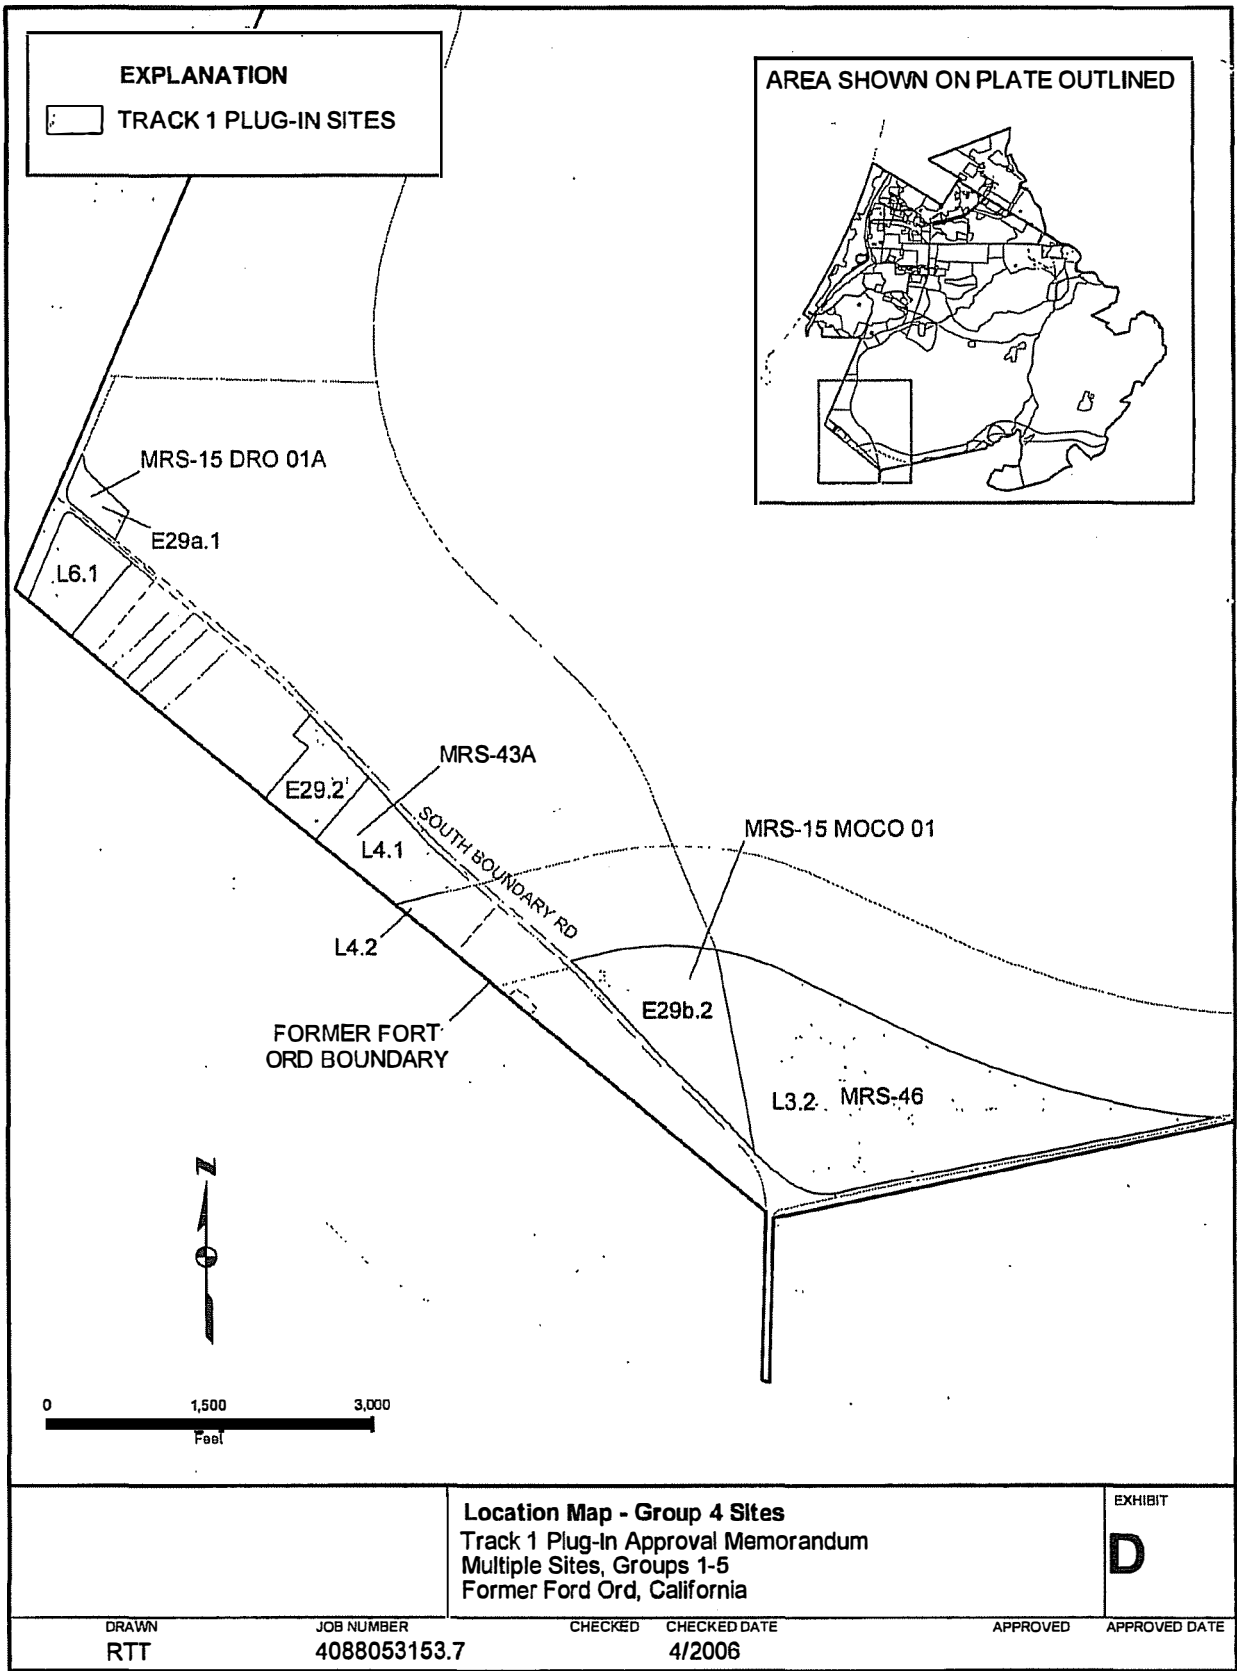 EXPLANATION
TRACK 1 PLUG-IN SITES
AREA SHOWN ON PLATE OUTLINED
MRS-15 DRO 01A
E29a.1
L6.1
MRS-43A
E29.2
SOUTH BOUNDARY RD
L4.1
MRS-15 MOCO 01
L4.2
E29b.2
FORMER FORT
ORD BOUNDARY
L3.2
MRS-46
N
0 1,500 3,000
Feet
Location Map - Group 4 Sites
Track 1 Plug-In Approval Memorandum
Multiple Sites, Groups 1-5
Former Ford Ord, California
EXHIBIT
D
DRAWN JOB NUMBER CHECKED CHECKED DATE APPROVED APPROVED DATE
RTT 4088053153.7 4/2006